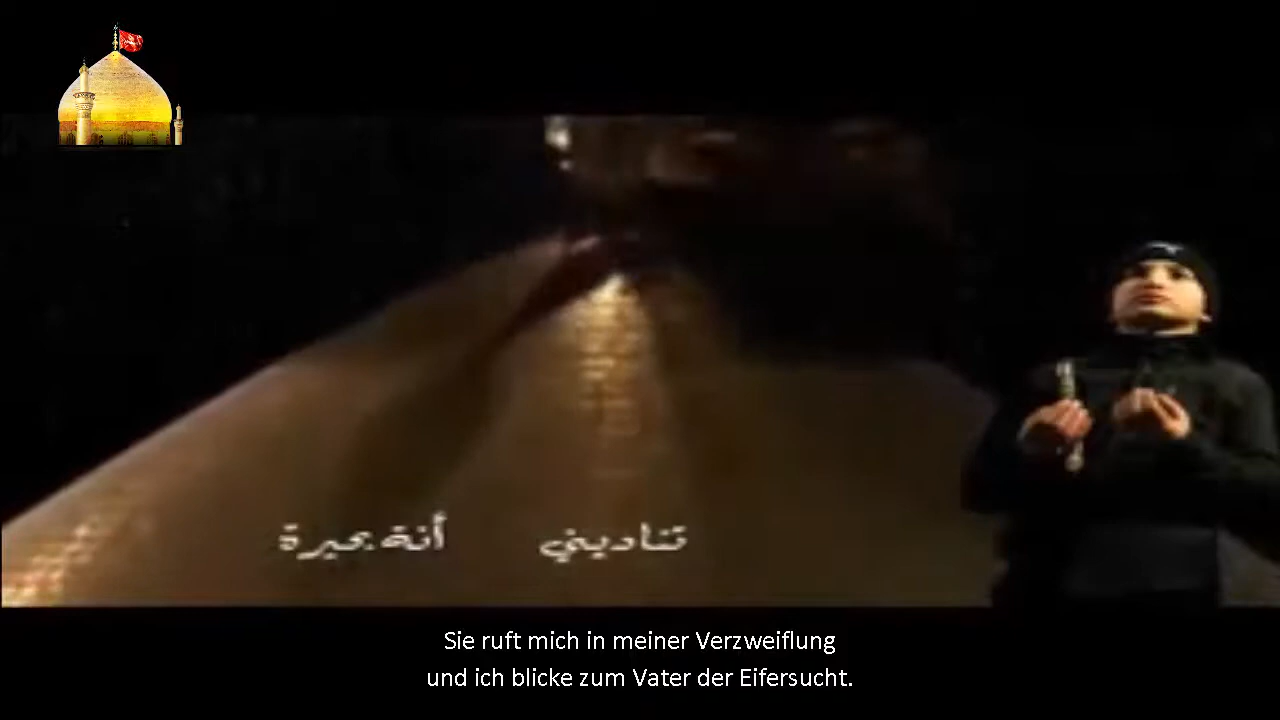 تناديني أنة بحيرة
Sie ruft mich in meiner Verzweiflung
und ich blicke zum Vater der Eifersucht.